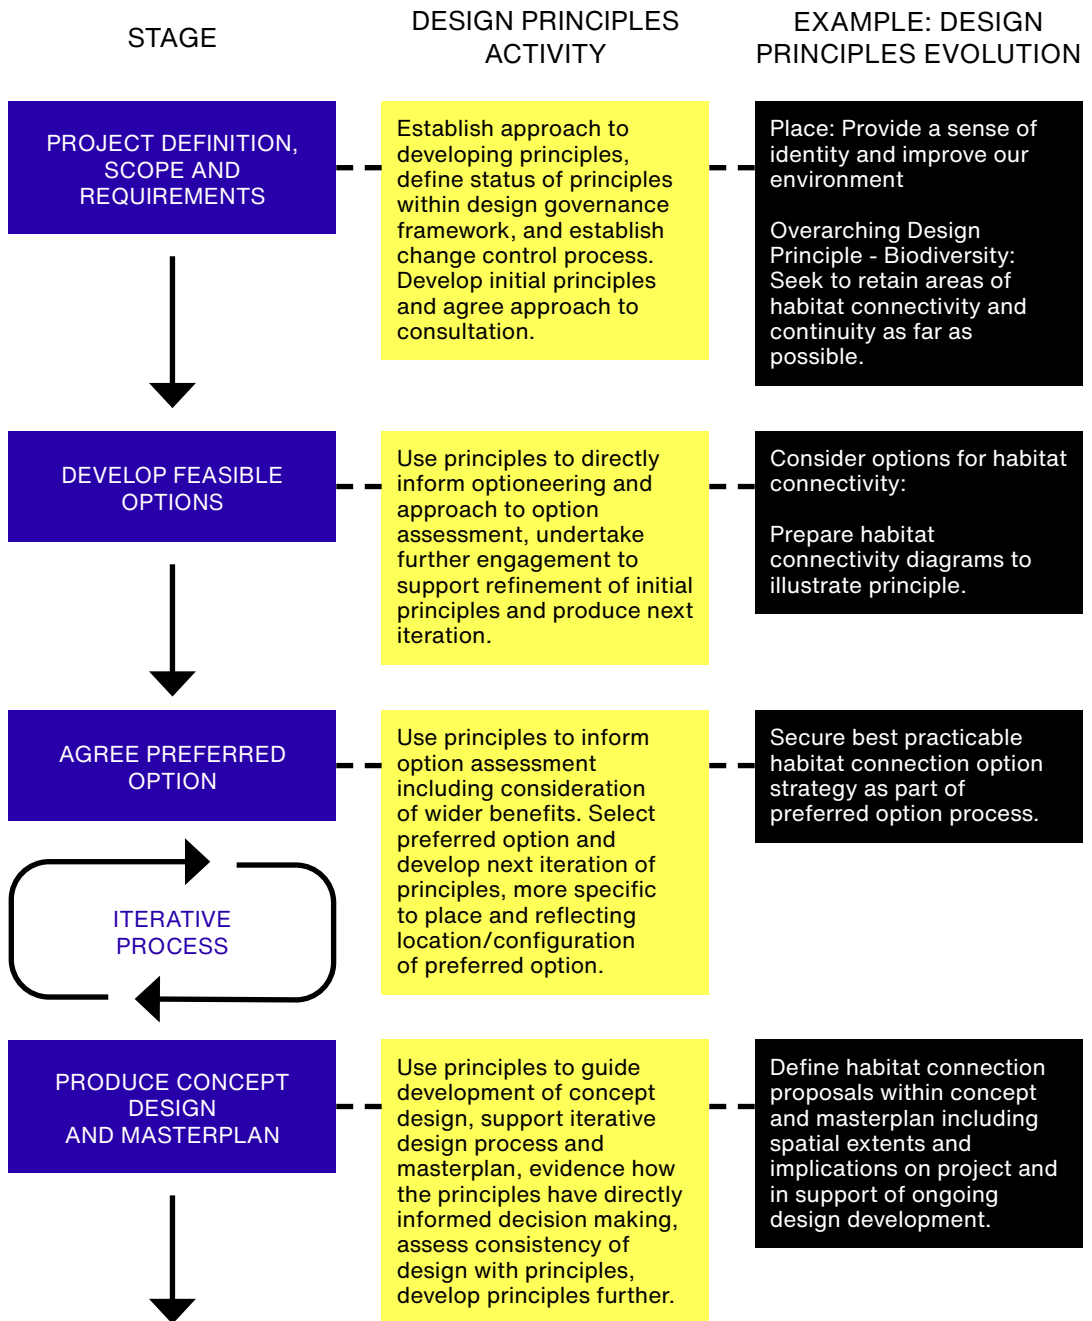 STAGE
DESIGN PRINCIPLES
ACTIVITY
EXAMPLE: DESIGN
PRINCIPLES EVOLUTION
PROJECT DEFINITION,
SCOPE AND
REQUIREMENTS
Establish approach to
developing principles,
define status of principles
within design governance
framework, and establish
change control process.
Develop initial principles
and agree approach to
consultation.
Place: Provide a sense of
identity and improve our
environment
Overarching Design
Principle - Biodiversity:
Seek to retain areas of
habitat connectivity and
continuity as far as
possible.
DEVELOP FEASIBLE
OPTIONS
Use principles to directly
inform optioneering and
approach to option
assessment, undertake
further engagement to
support refinement of initial
principles and produce next
iteration.
Consider options for habitat
connectivity:
Prepare habitat
connectivity diagrams to
illustrate principle.
AGREE PREFERRED
OPTION
Use principles to inform
option assessment
including consideration
of wider benefits. Select
preferred option and
develop next iteration of
principles, more specific
to place and reflecting
location/configuration
of preferred option.
Secure best practicable
habitat connection option
strategy as part of
preferred option process.
ITERATIVE
PROCESS
PRODUCE CONCEPT
DESIGN
AND MASTERPLAN
Use principles to guide
development of concept
design, support iterative
design process and
masterplan, evidence how
the principles have directly
informed decision making,
assess consistency of
design with principles,
develop principles further.
Define habitat connection
proposals within concept
and masterplan including
spatial extents and
implications on project and
in support of ongoing
design development.